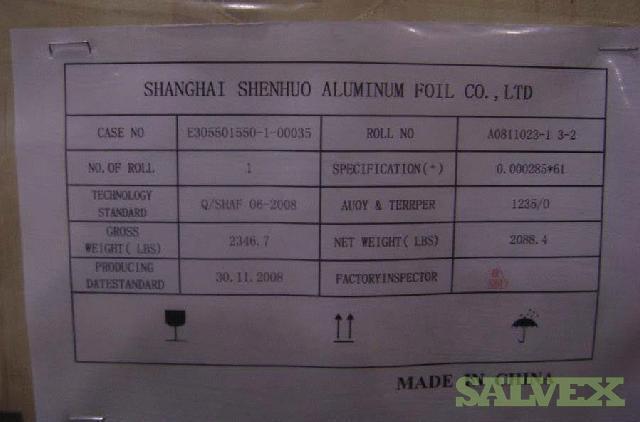 SHANGHAI SHENHUO ALUMINUM FOIL CO.,LTD
CASE NO E305501550-1-00035 ROLL NO A0811023-1 3-2
NO. OF ROLL 1 SPECIFICATION(") 0.000285*61
TECHNOLOGY
STANDARD Q/SHAF 06-2008 AUOY & TERRPER 1235/0
GROSS
WEIGHT( LBS) 2346.7 NET WEIGHT( LBS) 2088.4
PRODUCING
DATESTANDARD 30.11.2008 FACTORYINSPECTOR
MADE IN CHINA
SALVEX